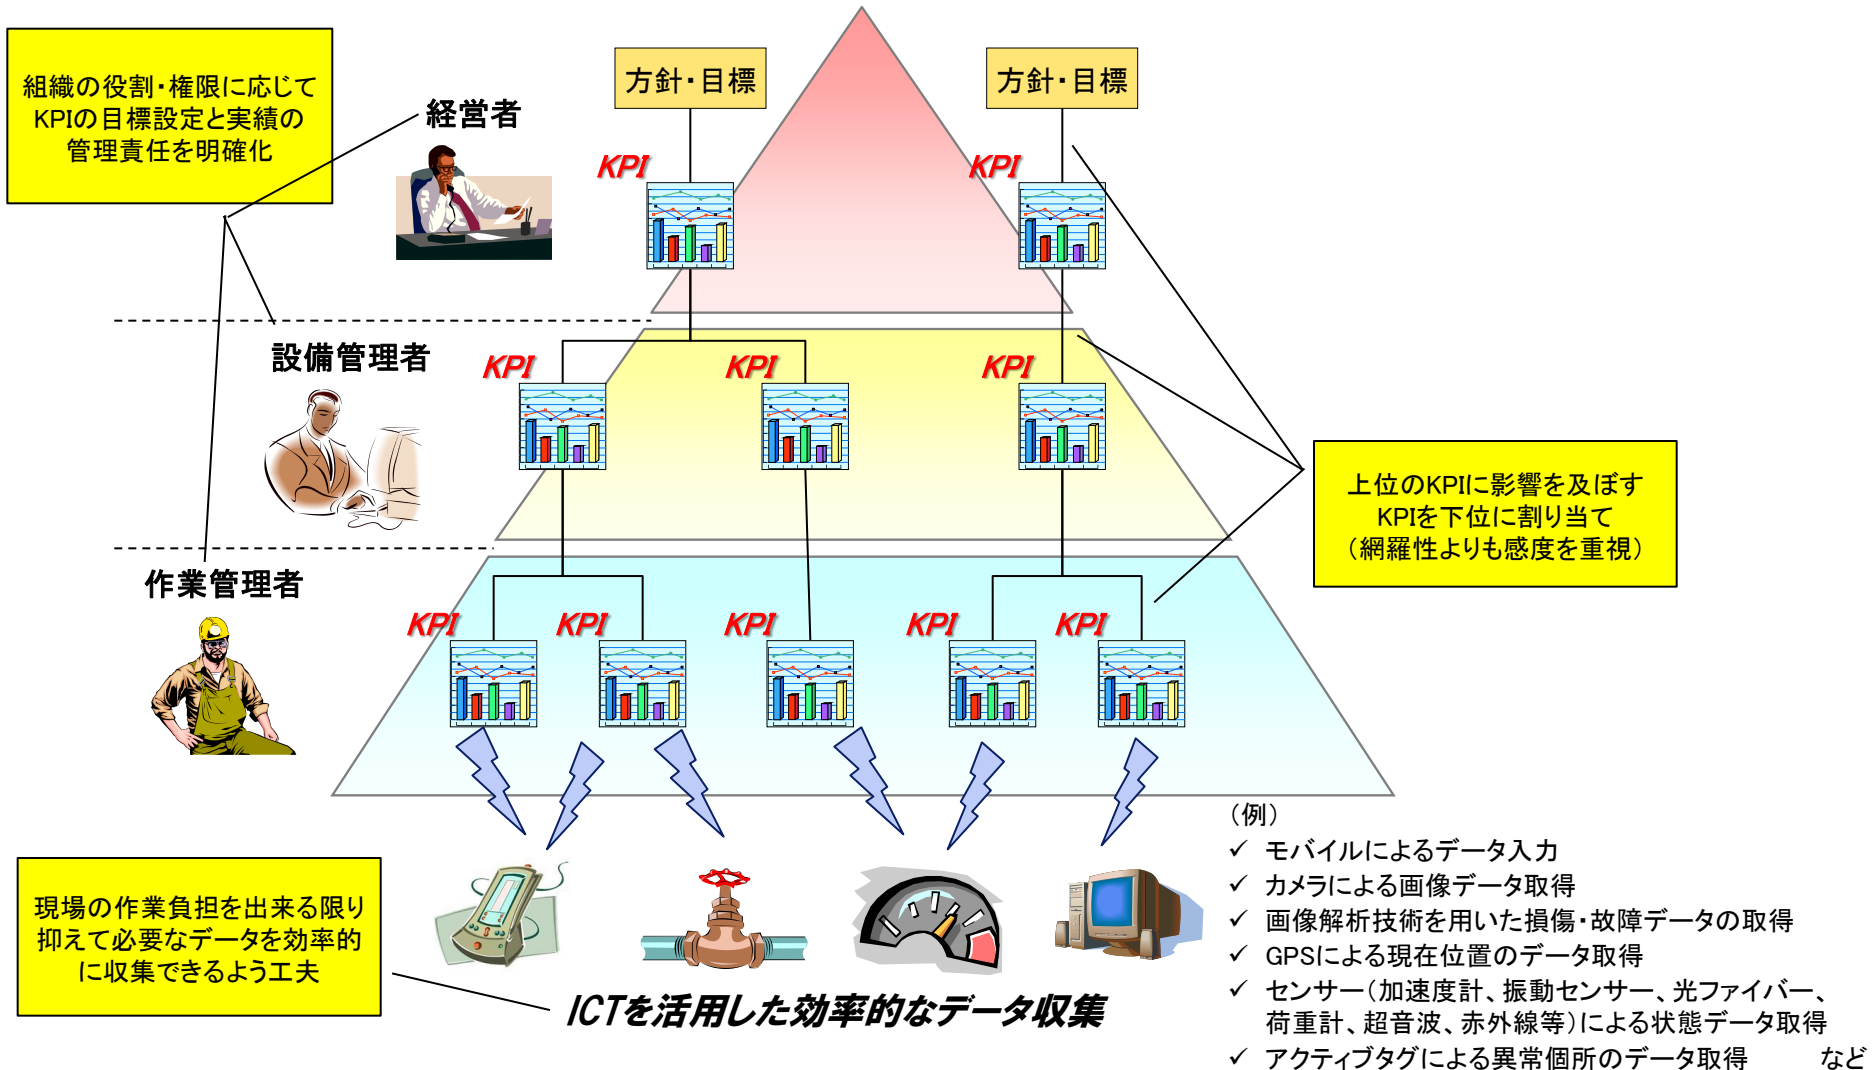 組織の役割・権限に応じて
KPIの目標設定と実績の
管理責任を明確化
経営者
方針・目標
方針・目標
KPI
KPI
設備管理者
KPI
KPI
KPI
上位のKPIに影響を及ぼす
KPIを下位に割り当て
（網羅性よりも感度を重視）
作業管理者
KPI
KPI
KPI
KPI
KPI
現場の作業負担を出来る限り
抑えて必要なデータを効率的
に収集できるよう工夫
ICTを活用した効率的なデータ収集
（例）
✓ モバイルによるデータ入力
✓ カメラによる画像データ取得
✓ 画像解析技術を用いた損傷・故障データの取得
✓ GPSによる現在位置のデータ取得
✓ センサー（加速度計、振動センサー、光ファイバー、
荷重計、超音波、赤外線等）による状態データ取得
✓ アクティブタグによる異常個所のデータ取得　など